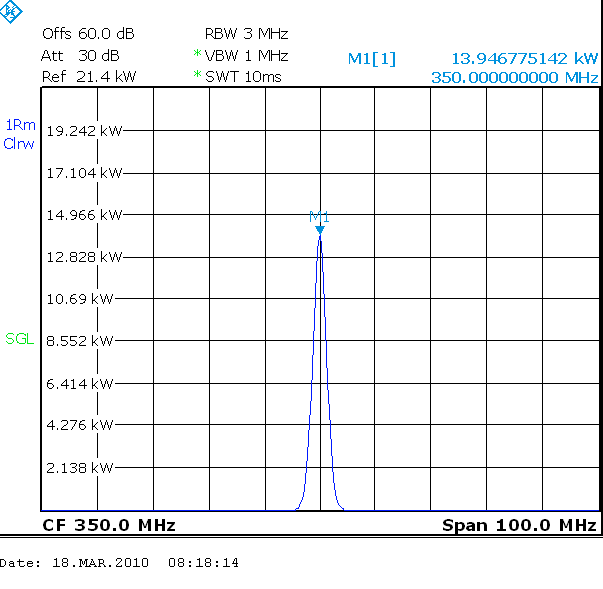 Offs 60.0 dB RBW 3 MHz
Att 30 dB *VBW 1 MHz M1[1] 13.946775142 kW
Ref 21.4 kW *SWT 10ms 350.000000000 MHz
1Rm
Clrw
19.242 kW
17.104 kW
14.966 kW
M1
12.828 kW
10.69 kW
SGL
8.552 kW
6.414 kW
4.276 kW
2.138 kW
CF 350.0 MHz Span 100.0 MHz
Date: 18.MAR.2010 08:18:14